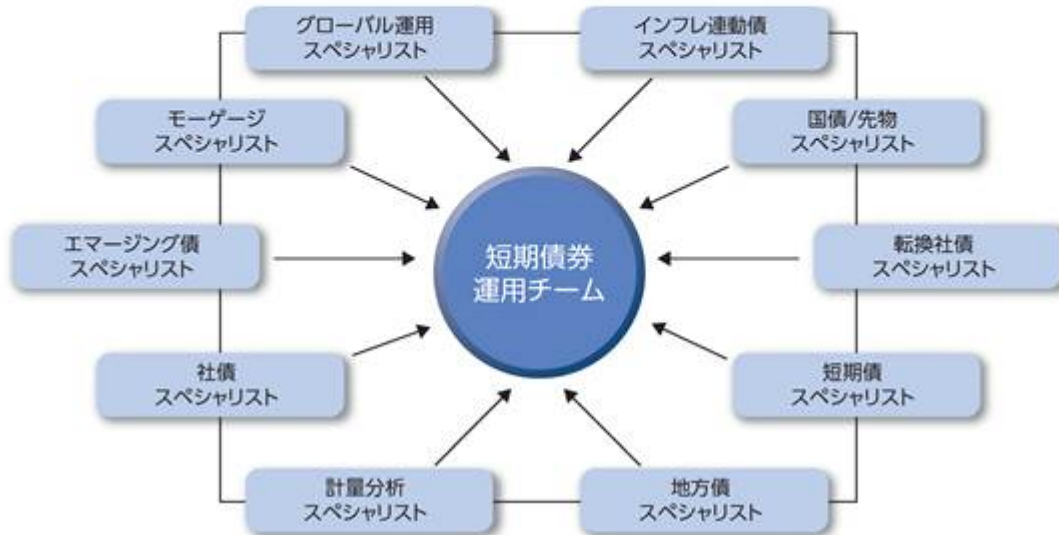 グローバル運用
スペシャリスト
インフレ連動債
スペシャリスト
モーゲージ
スペシャリスト
国債/先物
スペシャリスト
エマージング債
スペシャリスト
短期債券
運用チーム
転換社債
スペシャリスト
社債
スペシャリスト
短期債
スペシャリスト
計量分析
スペシャリスト
地方債
スペシャリスト